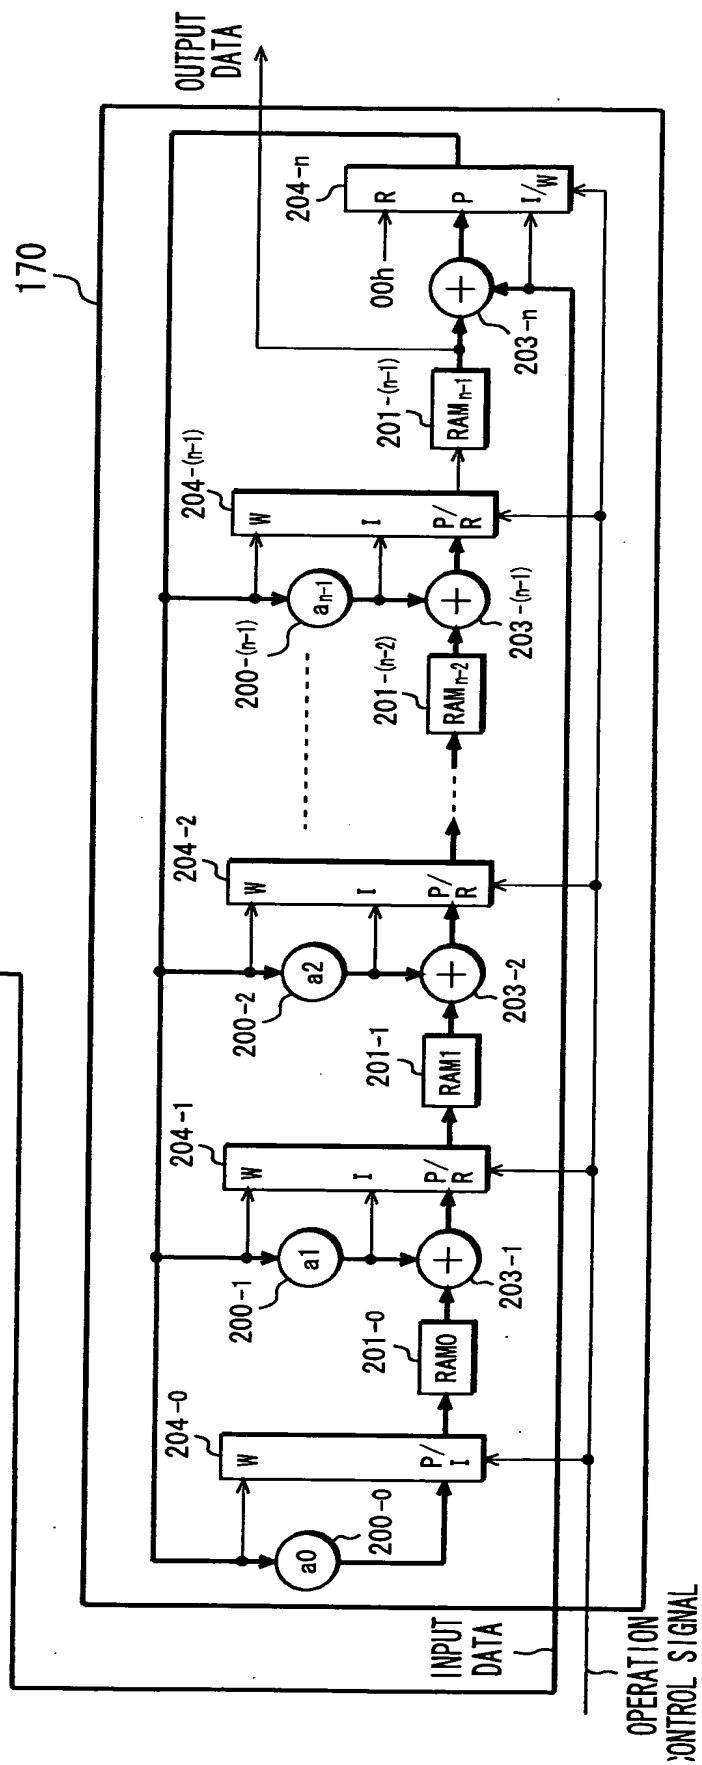 170
OUTPUT
DATA
204-n
R
P
I/W
00h
203-n
201-(n-1)
RAMn-1
204-(n-1)
W
I
P/
R
an-1
200-(n-1)
203-(n-1)
201-(n-2)
RAMn-2
204-2
W
I
P/
R
a2
200-2
203-2
201-1
RAM1
204-1
W
I
P/
R
a1
200-1
203-1
201-0
RAM0
204-0
W
P/
I
a0
200-0
INPUT
DATA
OPERATION
CONTROL SIGNAL